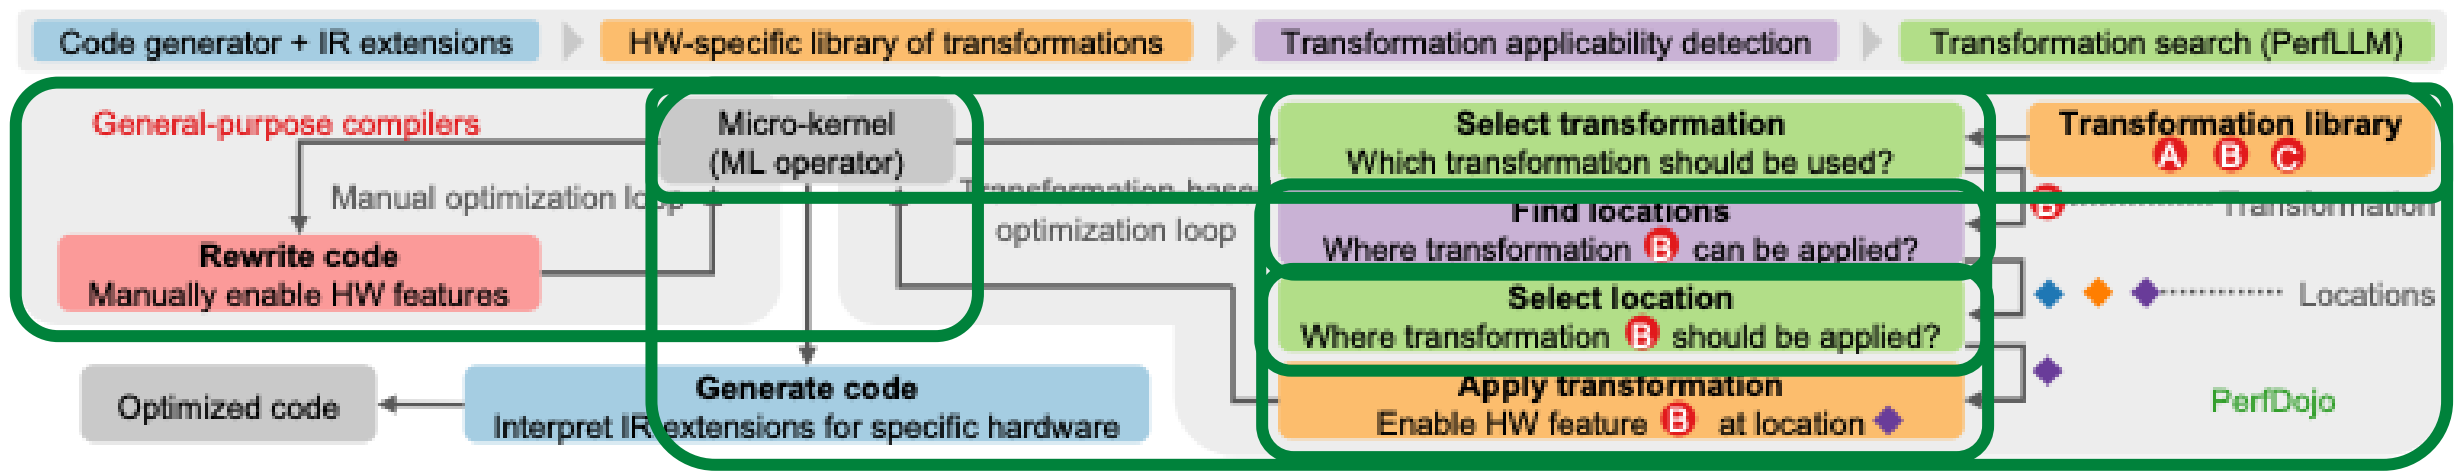 Code generator + IR extensions
HW-specific library of transformations
Transformation applicability detection
Transformation search (PerfLLM)
General-purpose compilers
Manual optimization loop
Rewrite code
Manually enable HW features
Micro-kernel
(ML operator)
Transformation-based
optimization loop
Select transformation
Which transformation should be used?
Transformation library
A B C
Find locations
Where transformation B can be applied?
B Transformation
Select location
Where transformation B should be applied?
Locations
Apply transformation
Enable HW feature B at location
PerfDojo
Generate code
Interpret IR extensions for specific hardware
Optimized code